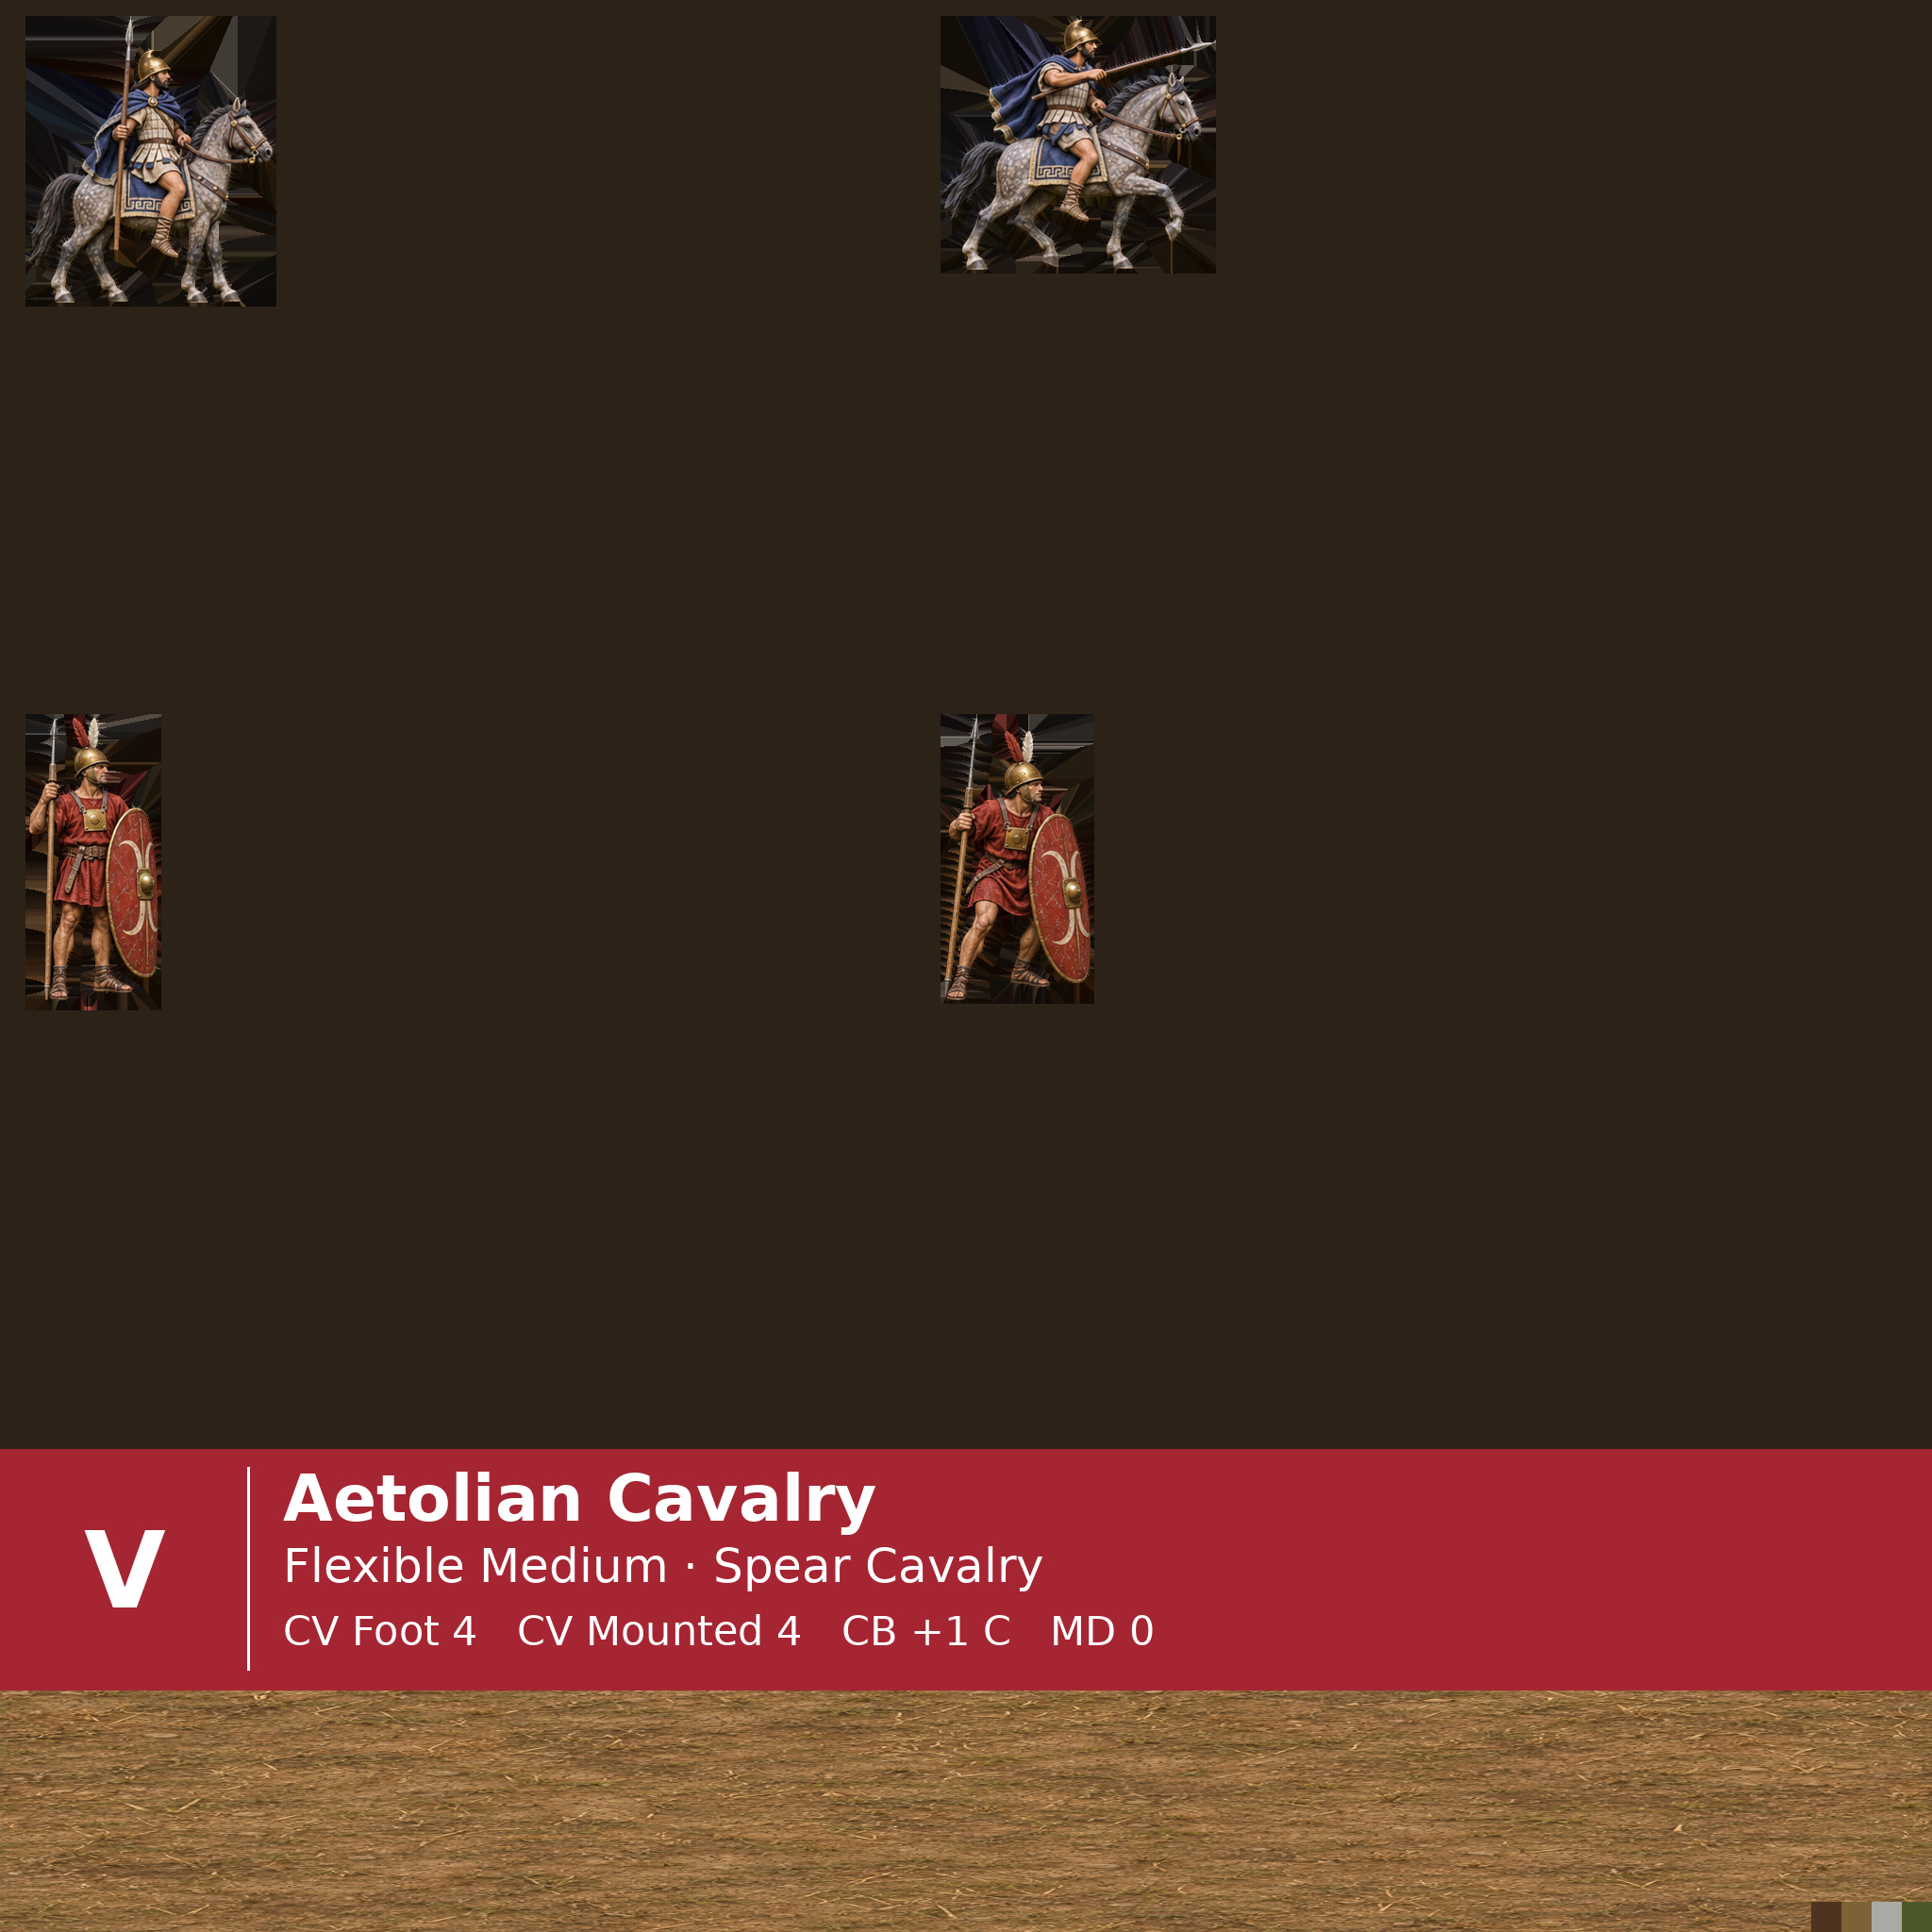 V
Aetolian Cavalry
Flexible Medium · Spear Cavalry
CV Foot 4 CV Mounted 4 CB +1 C MD 0